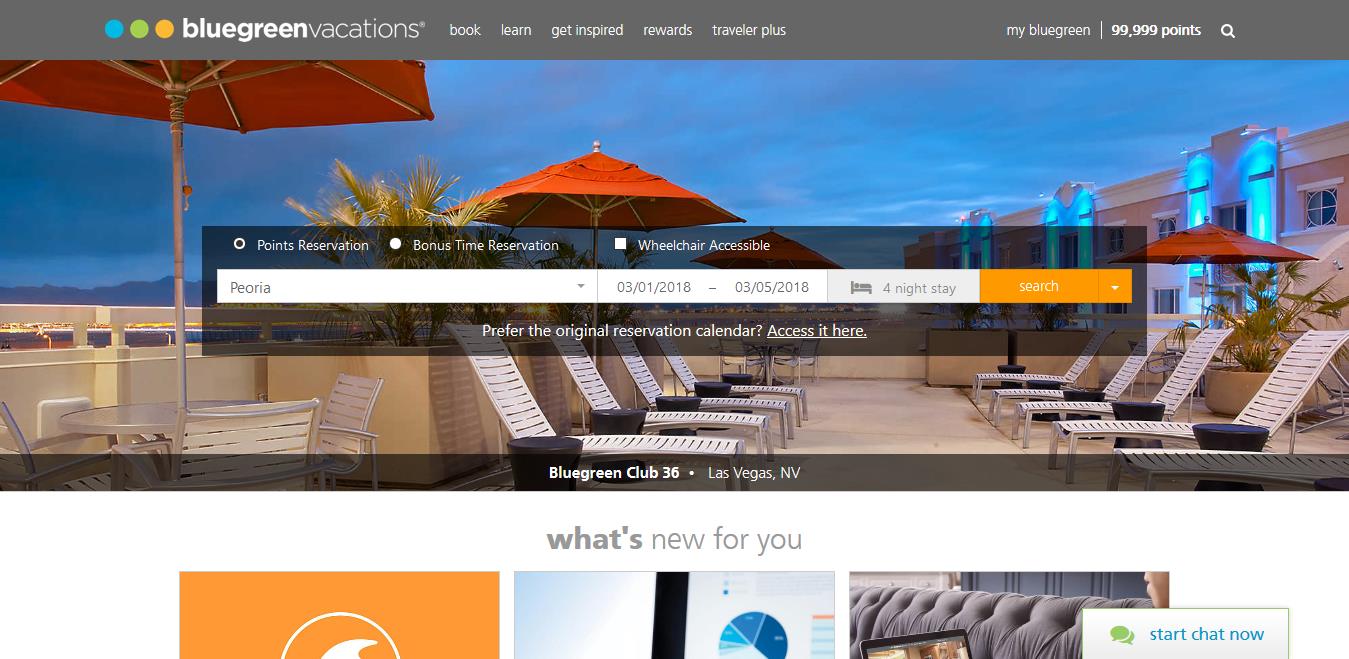 bluegreenvacations® book learn get inspired rewards traveler plus my bluegreen 99,999 points
Points Reservation Bonus Time Reservation Wheelchair Accessible
Peoria 03/01/2018 – 03/05/2018 4 night stay search
Prefer the original reservation calendar? Access it here.
Bluegreen Club 36 • Las Vegas, NV
what's new for you
start chat now